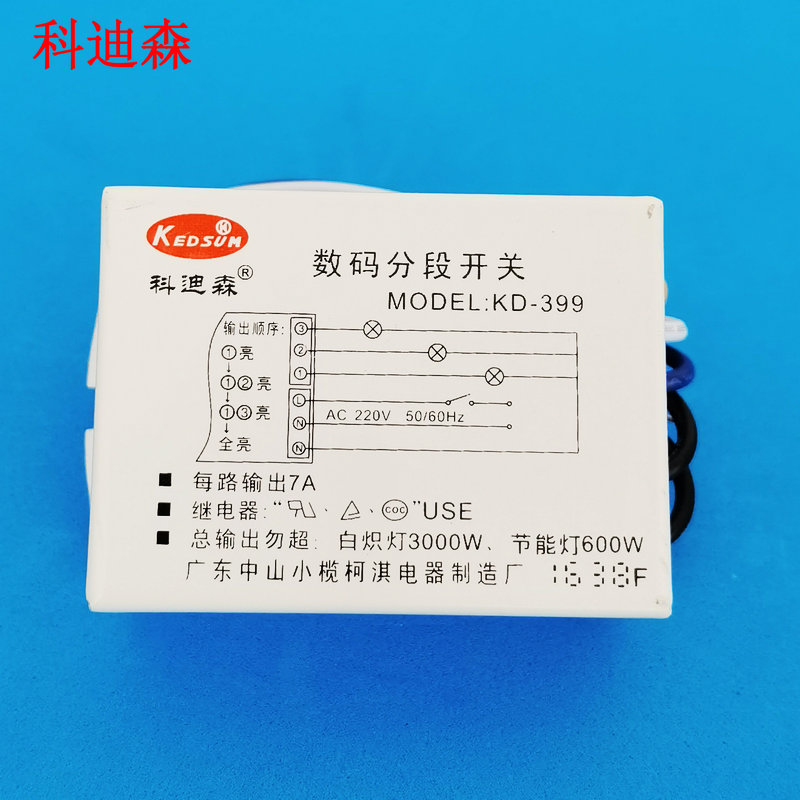 科迪森
KEDSUM
科迪森®
数码分段开关
MODEL:KD-399
输出顺序:
①亮
↓
①②亮
↓
①③亮
↓
全亮
③
②
①
L
N
N
AC 220V 50/60Hz
■ 每路输出7A
■ 继电器:“ 、 、 ”USE
■ 总输出勿超: 白炽灯3000W、节能灯600W
广东中山小榄柯淇电器制造厂
F